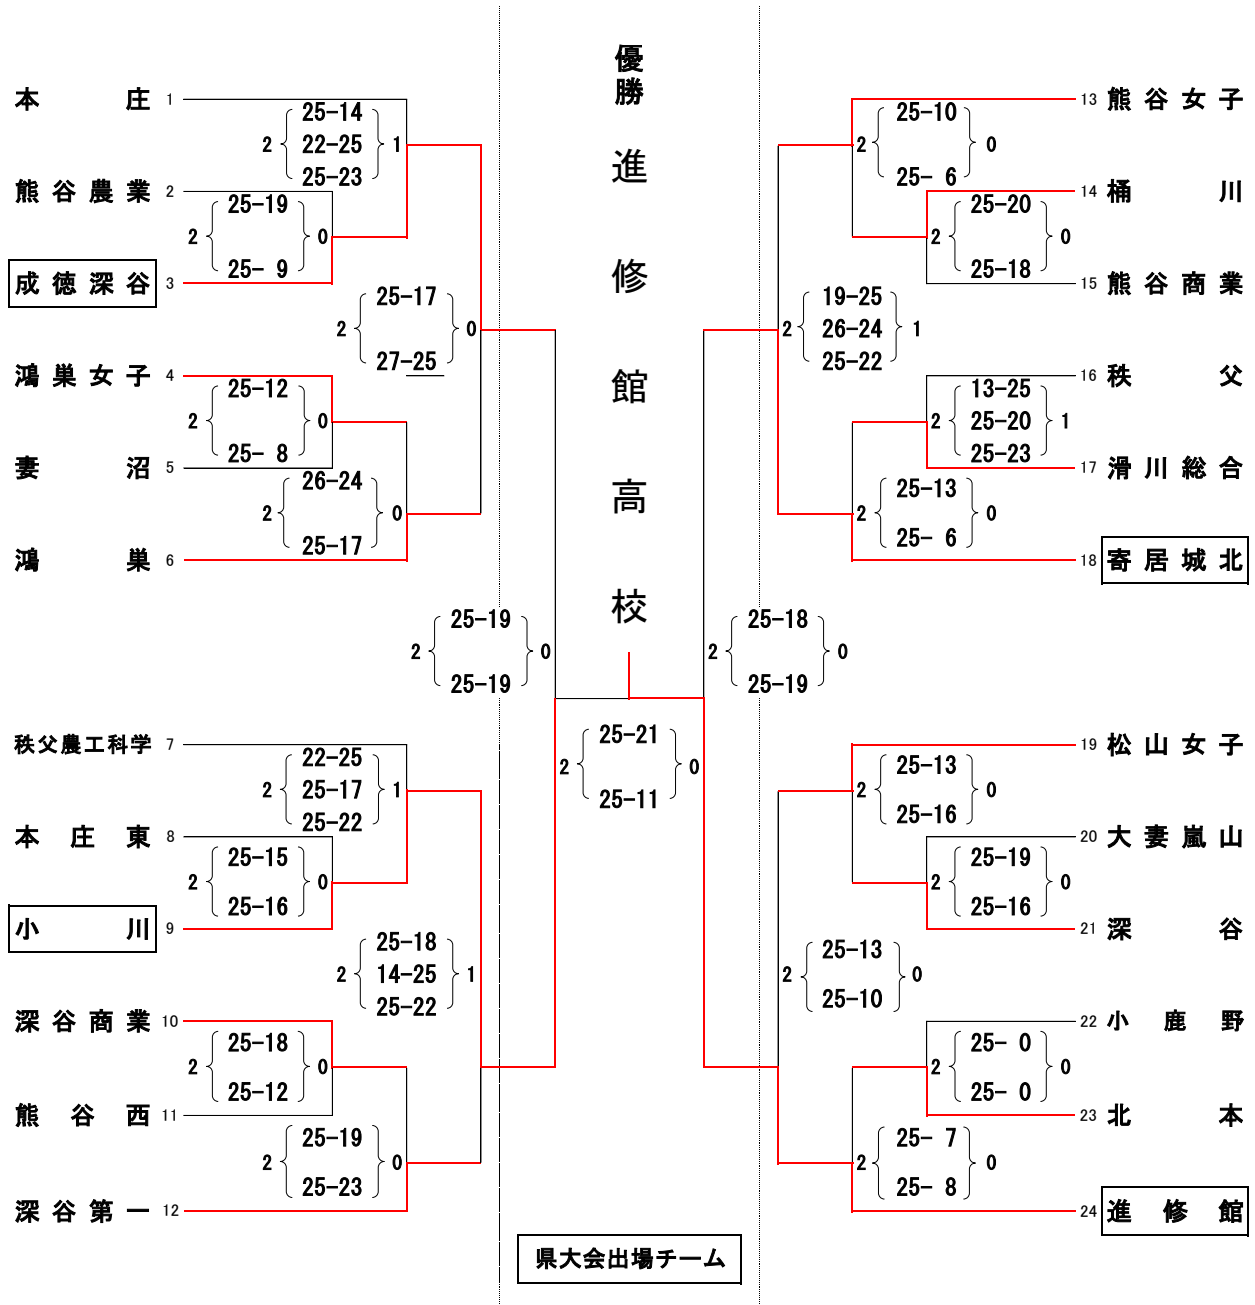 優勝
進修館高校
本庄 1
25-14
2 22-25 1
25-23
熊谷農業 2
25-19
2 0
25- 9
成徳深谷 3
25-17
2 0
27-25
鴻巣女子 4
25-12
2 0
25- 8
妻沼 5
26-24
2 0
25-17
鴻巣 6
25-19
2 0
25-19
秩父農工科学 7
22-25
2 25-17 1
25-22
本庄東 8
25-15
2 0
25-16
小川 9
25-18
2 14-25 1
25-22
深谷商業 10
25-18
2 0
25-12
熊谷西 11
25-19
2 0
25-23
深谷第一 12
25-21
2 0
25-11
13 熊谷女子
25-10
2 0
25- 6
14 桶川
25-20
2 0
25-18
15 熊谷商業
19-25
2 26-24 1
25-22
16 秩父
13-25
2 25-20 1
25-23
17 滑川総合
25-13
2 0
25- 6
18 寄居城北
25-18
2 0
25-19
19 松山女子
25-13
2 0
25-16
20 大妻嵐山
25-19
2 0
25-16
21 深谷
25-13
2 0
25-10
22 小鹿野
25- 0
2 0
25- 0
23 北本
25- 7
2 0
25- 8
24 進修館
県大会出場チーム